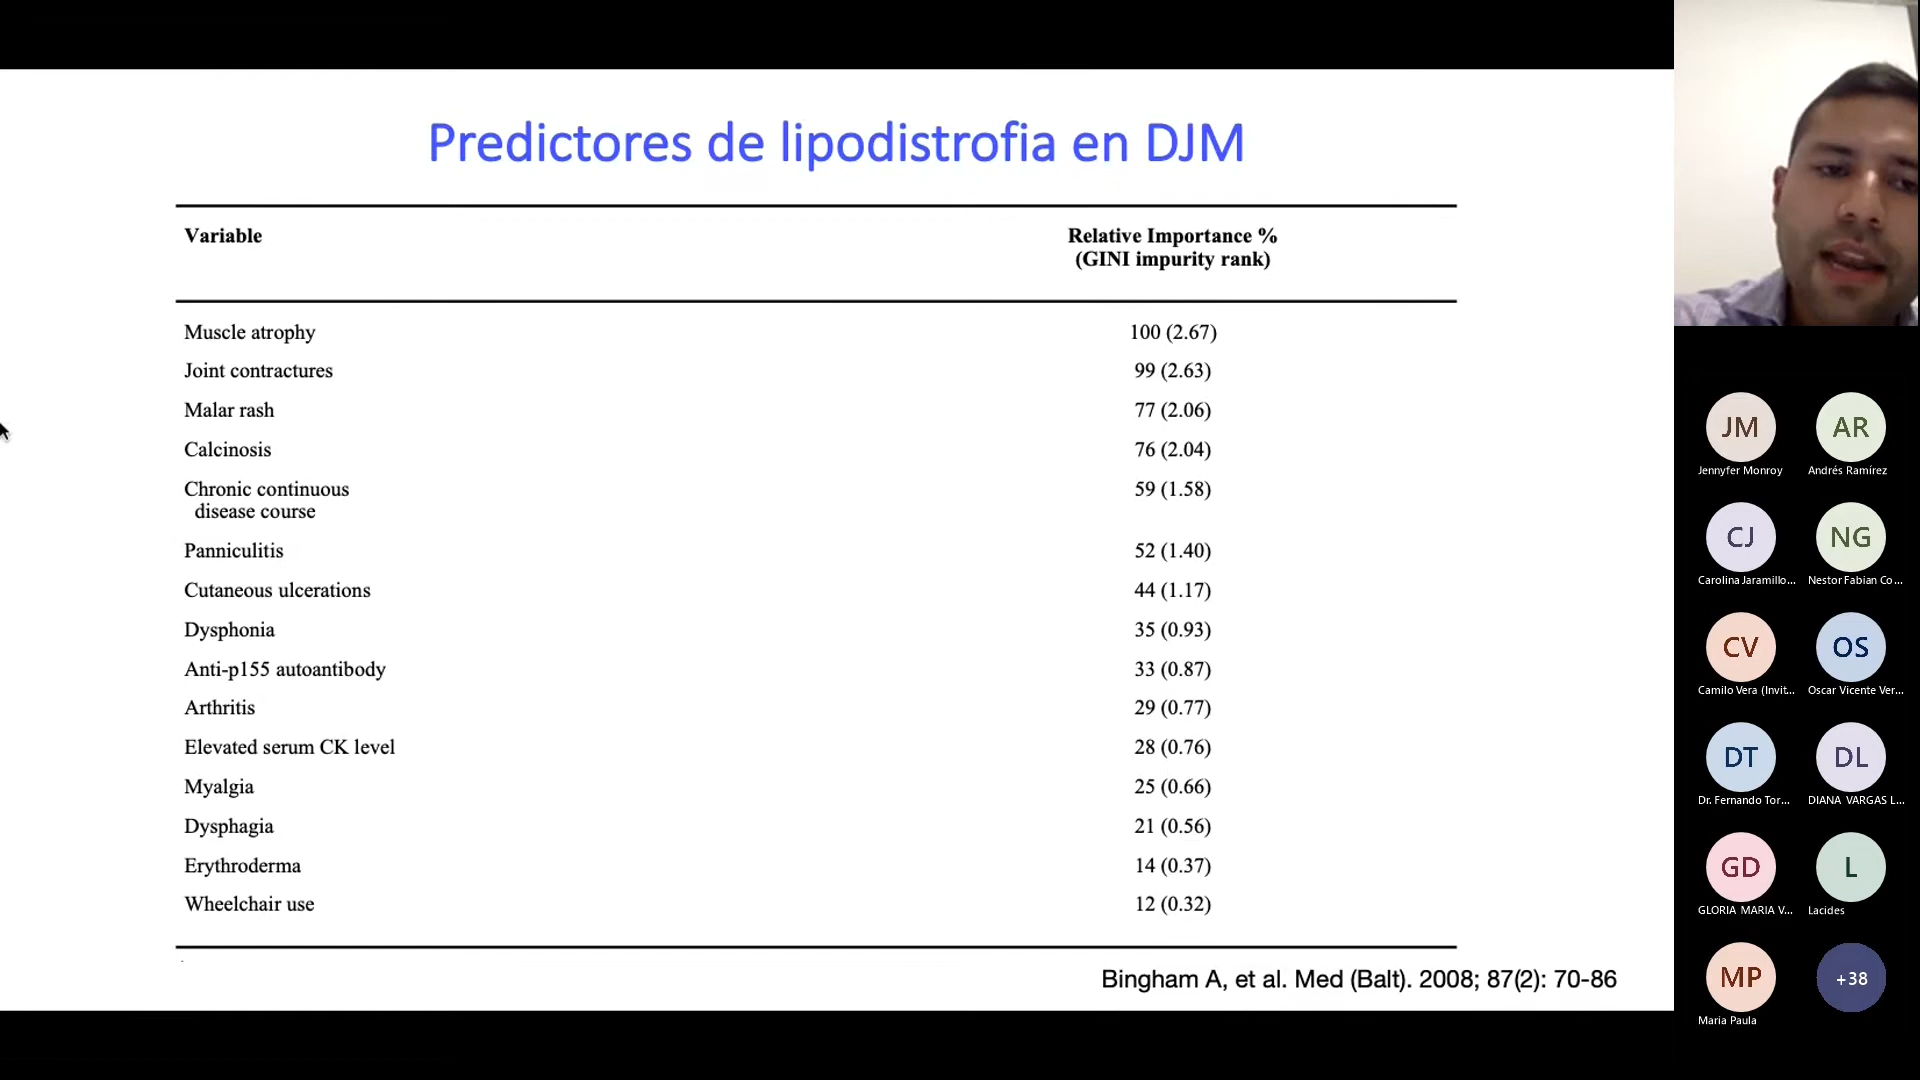 Predictores de lipodistrofia en DJM
Variable
Relative Importance %
(GINI impurity rank)
Muscle atrophy 100 (2.67)
Joint contractures 99 (2.63)
Malar rash 77 (2.06)
Calcinosis 76 (2.04)
Chronic continuous 59 (1.58)
disease course
Panniculitis 52 (1.40)
Cutaneous ulcerations 44 (1.17)
Dysphonia 35 (0.93)
Anti-p155 autoantibody 33 (0.87)
Arthritis 29 (0.77)
Elevated serum CK level 28 (0.76)
Myalgia 25 (0.66)
Dysphagia 21 (0.56)
Erythroderma 14 (0.37)
Wheelchair use 12 (0.32)
Bingham A, et al. Med (Balt). 2008; 87(2): 70-86
JM AR
Jennyfer Monroy Andrés Ramírez
CJ NG
Carolina Jaramillo... Nestor Fabian Co...
CV OS
Camilo Vera (Invit... Oscar Vicente Ver...
DT DL
Dr. Fernando Tor... DIANA VARGAS L...
GD L
GLORIA MARIA V... Lacides
MP +38
Maria Paula